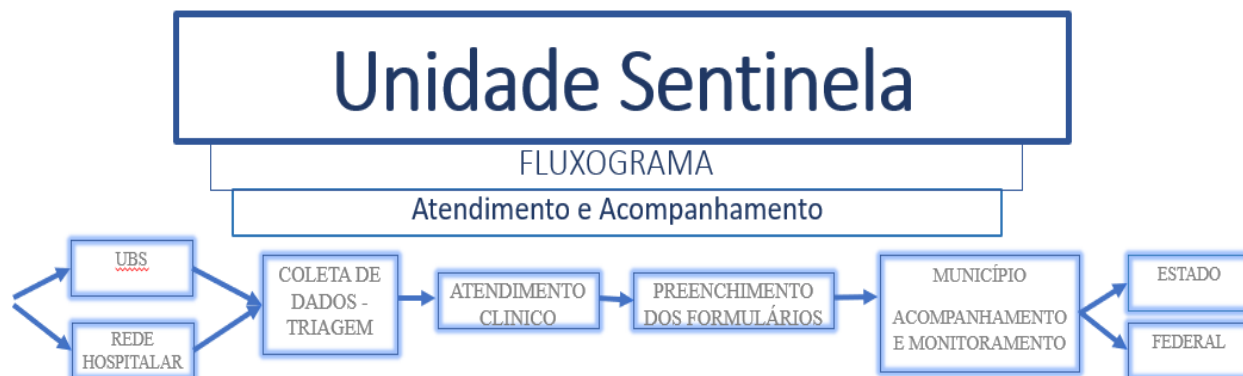 Unidade Sentinela
FLUXOGRAMA
Atendimento e Acompanhamento
UBS
REDE
HOSPITALAR
COLETA DE
DADOS -
TRIAGEM
ATENDIMENTO
CLINICO
PREENCHIMENTO
DOS FORMULÁRIOS
MUNICÍPIO
ACOMPANHAMENTO
E MONITORAMENTO
ESTADO
FEDERAL